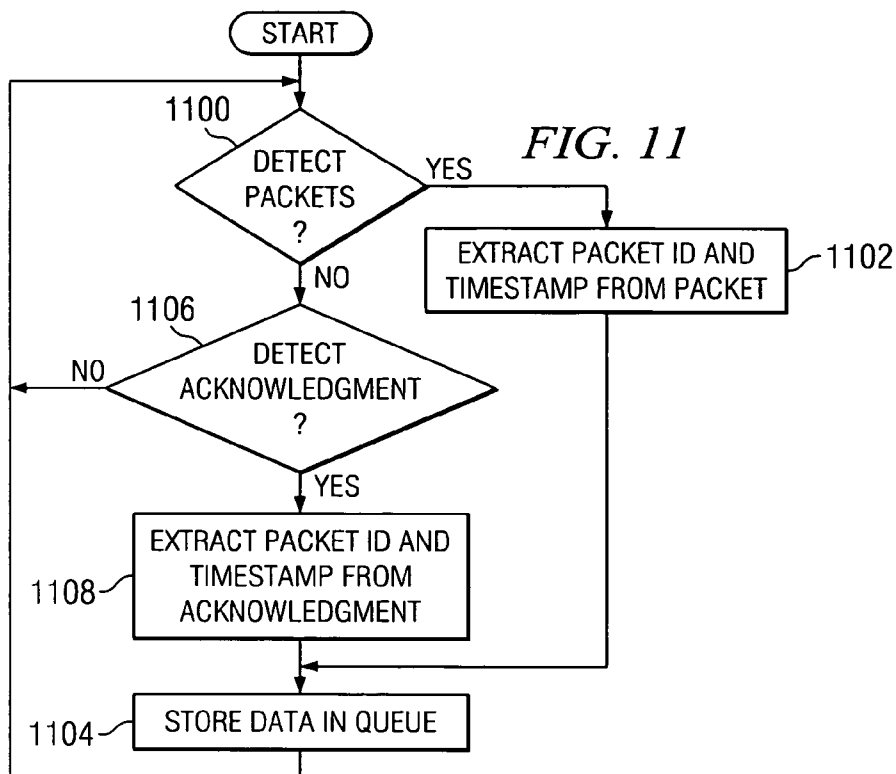 START
1100
FIG. 11
DETECT
PACKETS
?
YES
EXTRACT PACKET ID AND
TIMESTAMP FROM PACKET
1102
NO
1106
DETECT
ACKNOWLEDGMENT
?
NO
YES
EXTRACT PACKET ID AND
TIMESTAMP FROM
ACKNOWLEDGMENT
1108
STORE DATA IN QUEUE
1104